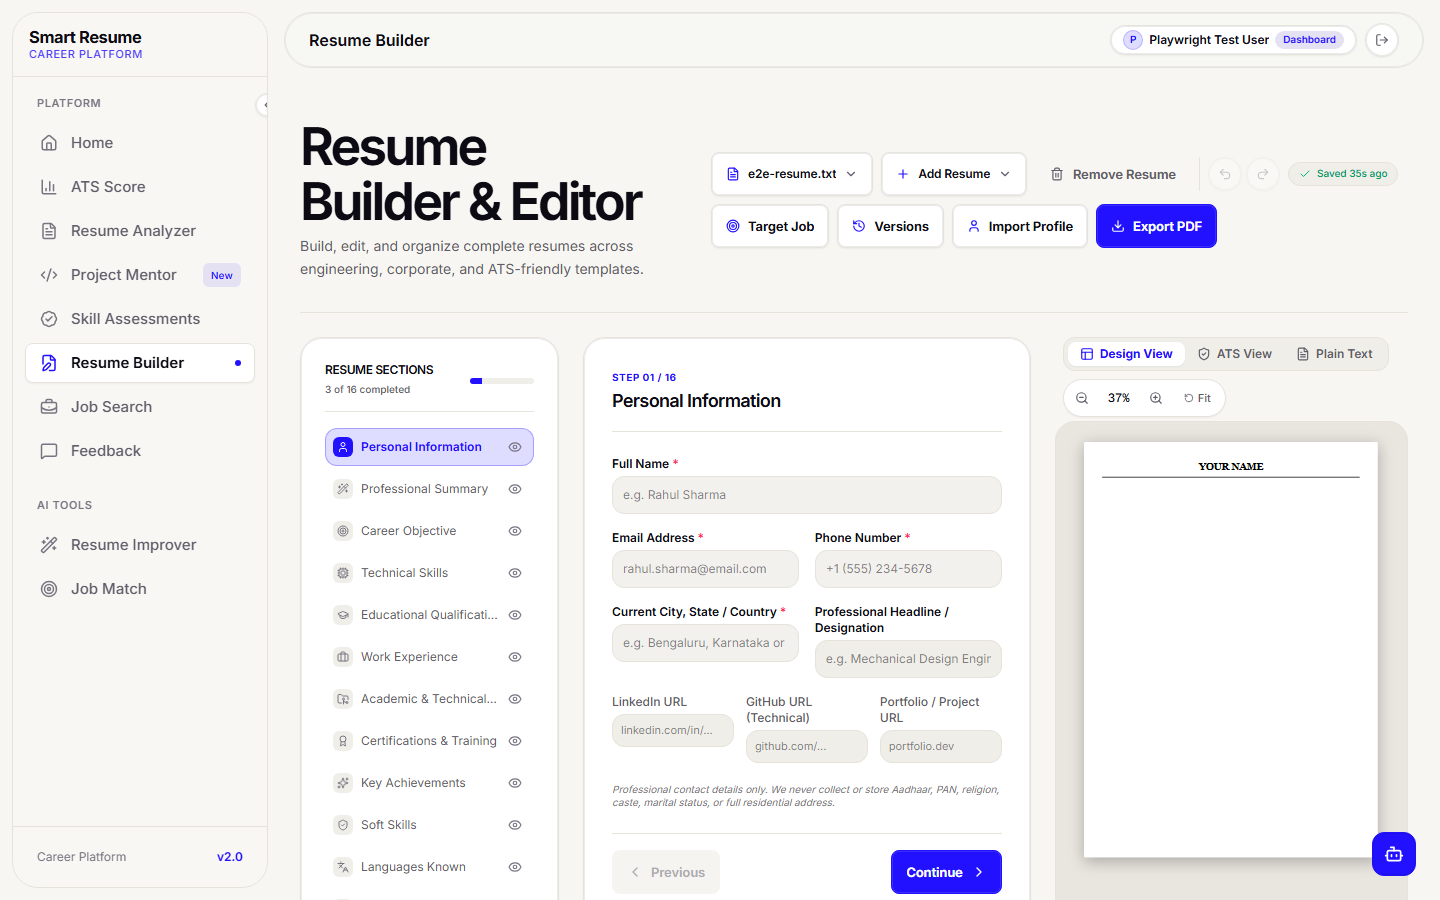 Smart Resume
CAREER PLATFORM
PLATFORM
Home
ATS Score
Resume Analyzer
Project Mentor New
Skill Assessments
Resume Builder
Job Search
Feedback
AI TOOLS
Resume Improver
Job Match
Career Platform v2.0
Resume Builder
P Playwright Test User Dashboard
Resume
Builder & Editor
Build, edit, and organize complete resumes across
engineering, corporate, and ATS-friendly templates.
e2e-resume.txt Add Resume Remove Resume Saved 35s ago
Target Job Versions Import Profile Export PDF
RESUME SECTIONS
3 of 16 completed
Personal Information
Professional Summary
Career Objective
Technical Skills
Educational Qualificati...
Work Experience
Academic & Technical...
Certifications & Training
Key Achievements
Soft Skills
Languages Known
STEP 01 / 16
Personal Information
Full Name *
e.g. Rahul Sharma
Email Address * Phone Number *
rahul.sharma@email.com +1 (555) 234-5678
Current City, State / Country * Professional Headline /
Designation
e.g. Bengaluru, Karnataka or e.g. Mechanical Design Engir
LinkedIn URL GitHub URL Portfolio / Project
(Technical) URL
linkedin.com/in/... github.com/... portfolio.dev
Professional contact details only. We never collect or store Aadhaar, PAN, religion,
caste, marital status, or full residential address.
Previous Continue
Design View ATS View Plain Text
37% Fit
YOUR NAME